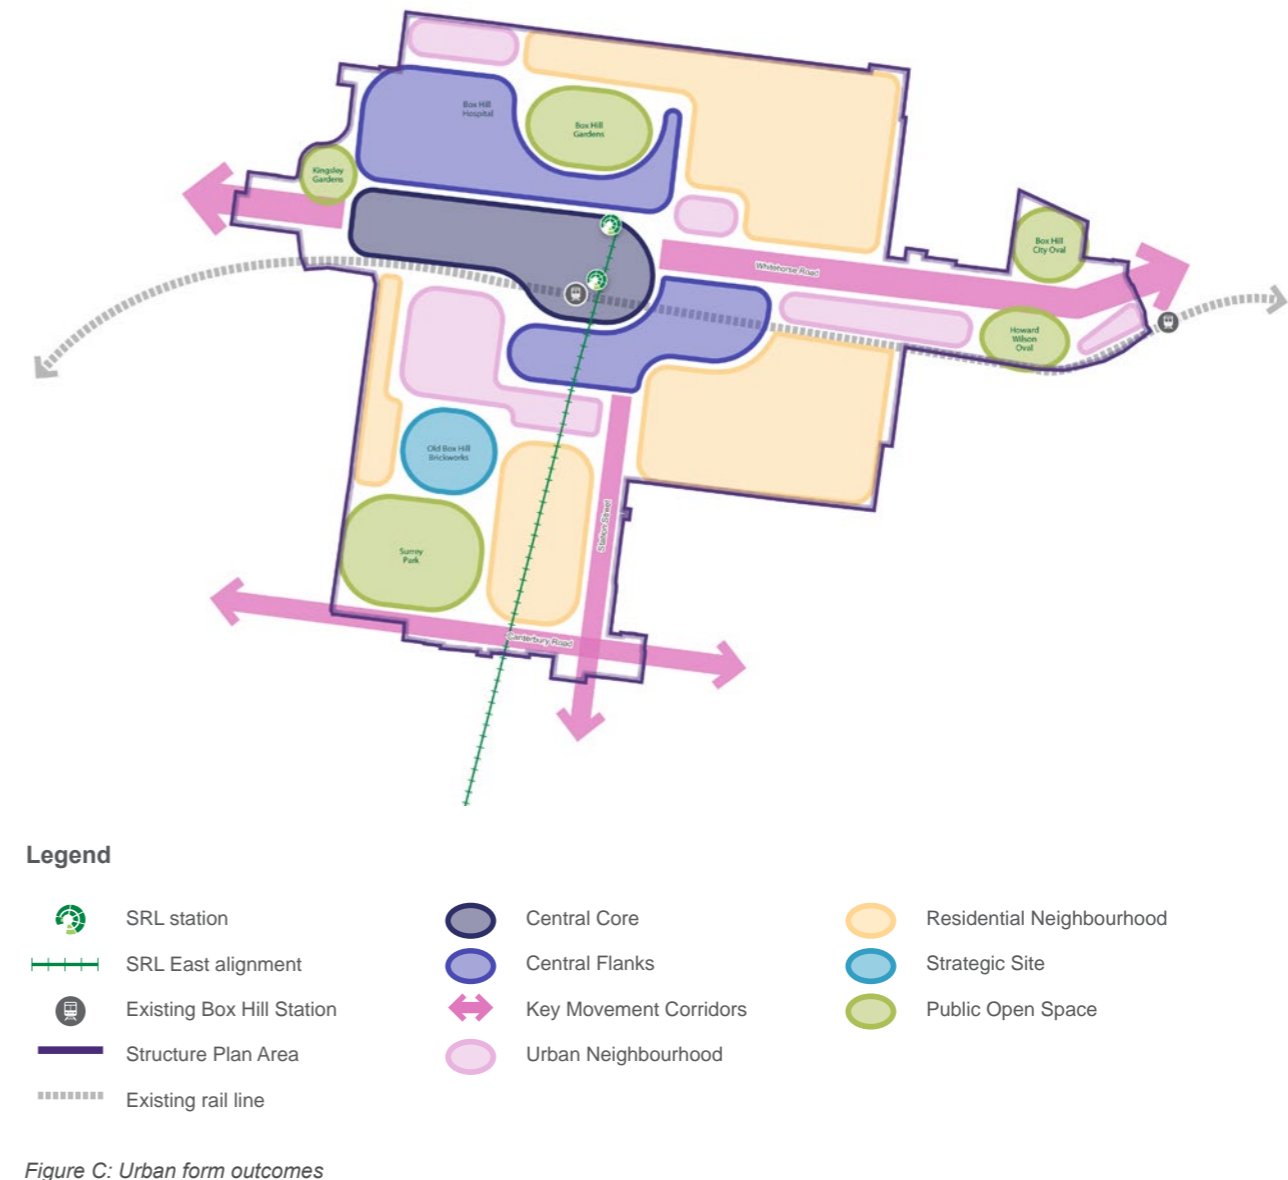 Box Hill
Hospital
Box Hill
Gardens
Kingsley
Gardens
Box Hill
City Oval
Whitehorse Road
Howard
Wilson
Oval
Old Box Hill
Brickworks
Station Street
Surrey
Park
Canterbury Road
Legend
SRL station
SRL East alignment
Existing Box Hill Station
Structure Plan Area
Existing rail line
Central Core
Central Flanks
Key Movement Corridors
Urban Neighbourhood
Residential Neighbourhood
Strategic Site
Public Open Space
Figure C: Urban form outcomes